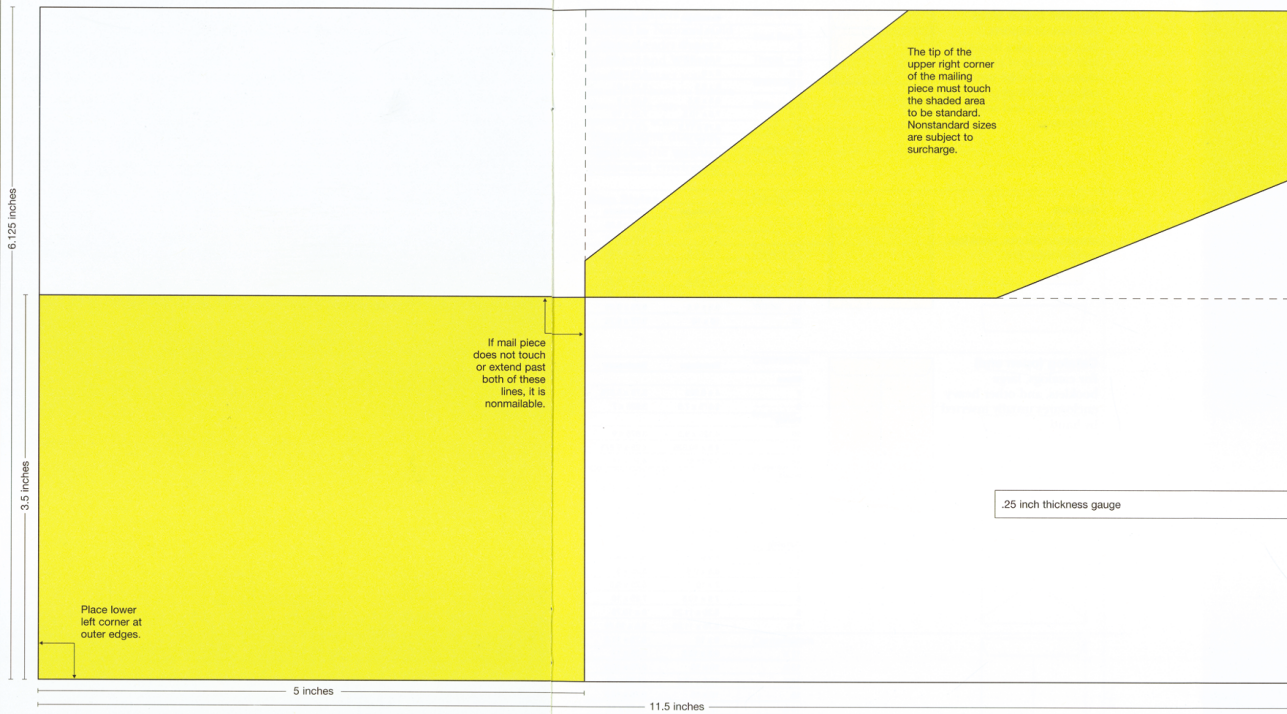 The tip of the
upper right corner
of the mailing
piece must touch
the shaded area
to be standard.
Nonstandard sizes
are subject to
surcharge.
6.125 inches
If mail piece
does not touch
or extend past
both of these
lines, it is
nonmailable.
3.5 inches
.25 inch thickness gauge
Place lower
left corner at
outer edges.
5 inches
11.5 inches